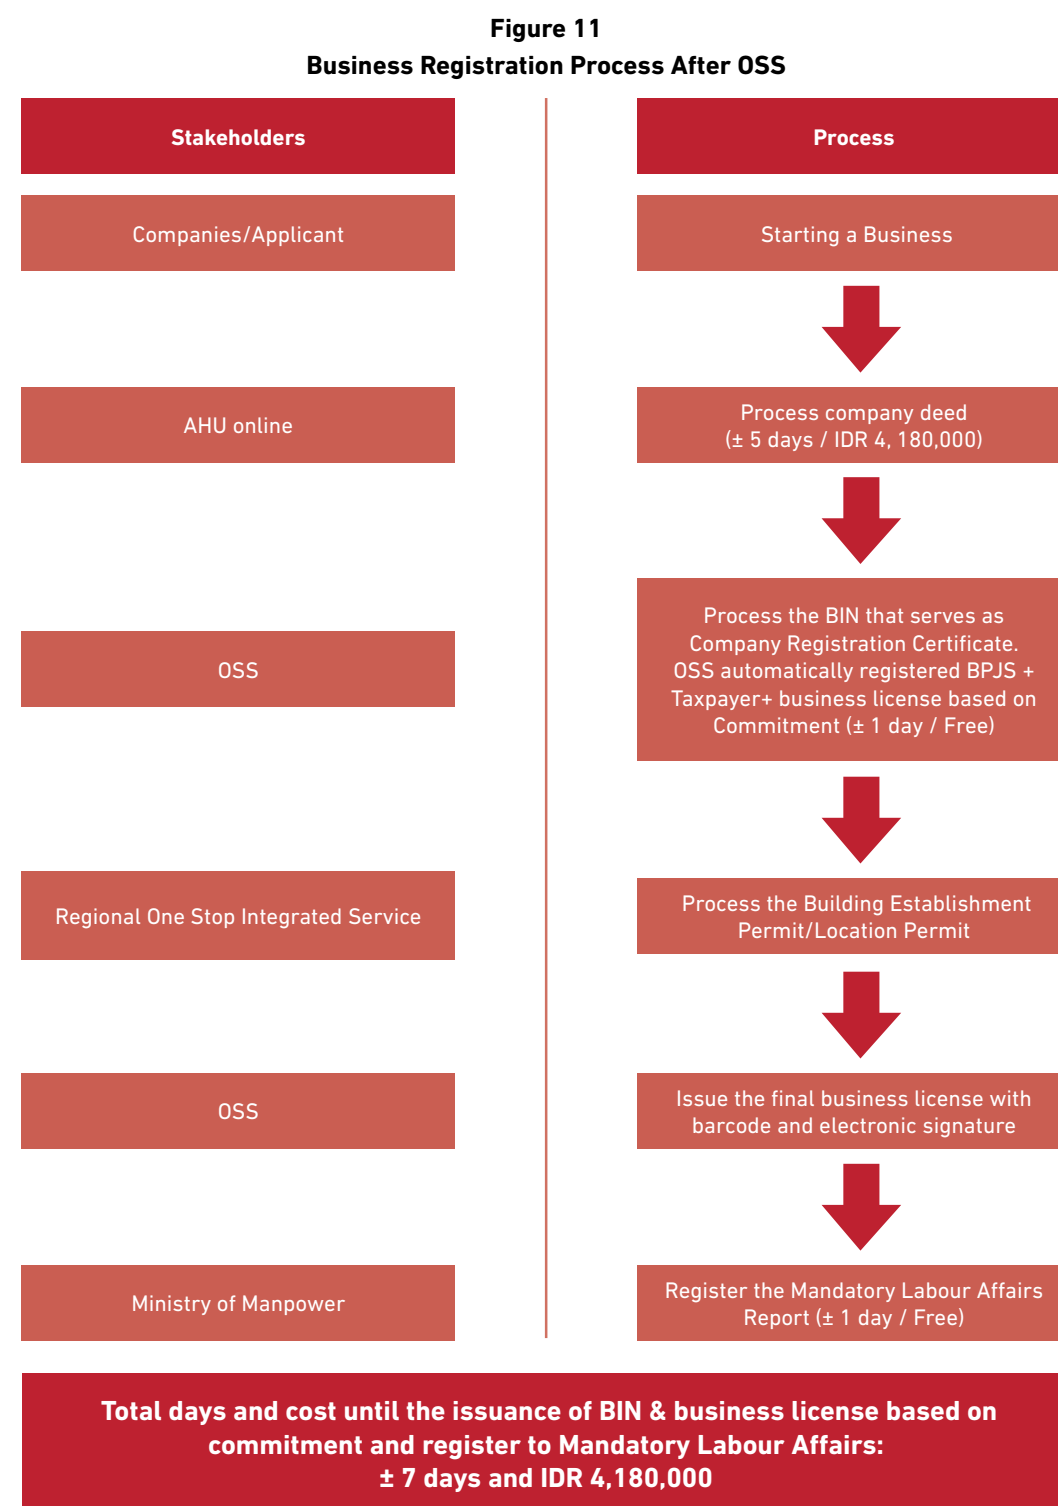 Figure 11
Business Registration Process After OSS
Stakeholders
Process
Companies/Applicant
Starting a Business
AHU online
Process company deed
(± 5 days / IDR 4, 180,000)
OSS
Process the BIN that serves as
Company Registration Certificate.
OSS automatically registered BPJS +
Taxpayer+ business license based on
Commitment (± 1 day / Free)
Regional One Stop Integrated Service
Process the Building Establishment
Permit/Location Permit
OSS
Issue the final business license with
barcode and electronic signature
Ministry of Manpower
Register the Mandatory Labour Affairs
Report (± 1 day / Free)
Total days and cost until the issuance of BIN & business license based on
commitment and register to Mandatory Labour Affairs:
± 7 days and IDR 4,180,000